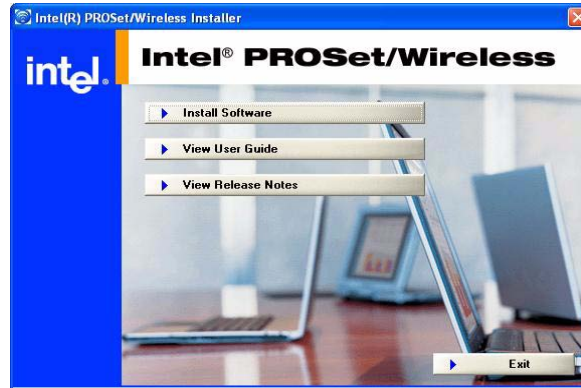 Intel(R) PROSet/Wireless Installer
intel.
Intel® PROSet/Wireless
Install Software
View User Guide
View Release Notes
Exit